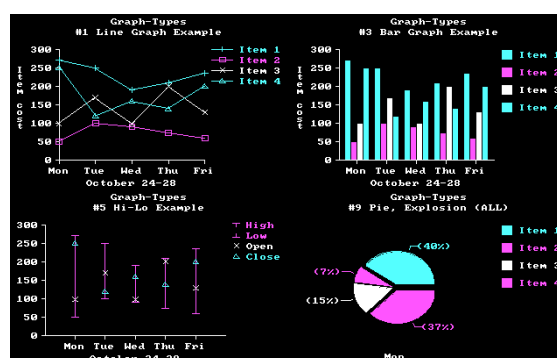 Graph-Types
#1 Line Graph Example
300
250
200
150
100
50
0
Item cost
Item 1
Item 2
Item 3
Item 4
Mon Tue Wed Thu Fri
October 24-28
Graph-Types
#3 Bar Graph Example
300
250
200
150
100
50
0
Item cost
Item 1
Item 2
Item 3
Item 4
Mon Tue Wed Thu Fri
October 24-28
Graph-Types
#5 Hi-Lo Example
300
250
200
150
100
50
0
High
Low
Open
Close
Mon Tue Wed Thu Fri
October 24-28
Graph-Types
#9 Pie, Explosion (ALL)
(40%)
(7%)
(15%)
(37%)
Item 1
Item 2
Item 3
Item 4
Mon